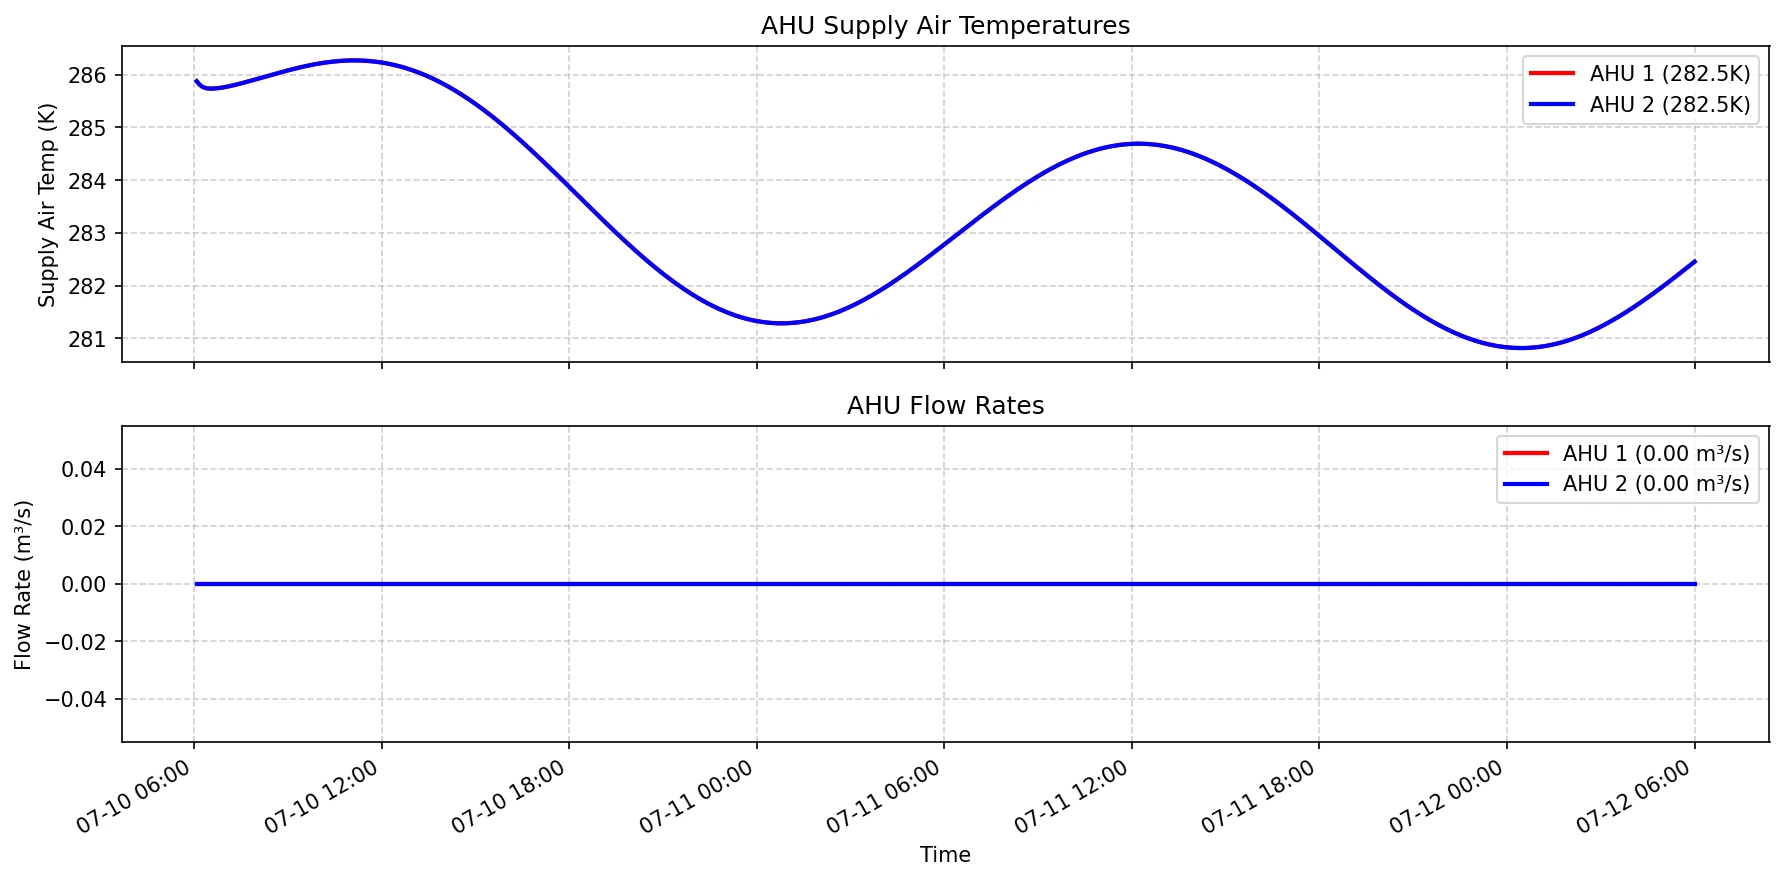 AHU Supply Air Temperatures
Supply Air Temp (K)
286
285
284
283
282
281
AHU 1 (282.5K)
AHU 2 (282.5K)
AHU Flow Rates
Flow Rate (m³/s)
0.04
0.02
0.00
−0.02
−0.04
AHU 1 (0.00 m³/s)
AHU 2 (0.00 m³/s)
07-10 06:00
07-10 12:00
07-10 18:00
07-11 00:00
07-11 06:00
07-11 12:00
07-11 18:00
07-12 00:00
07-12 06:00
Time